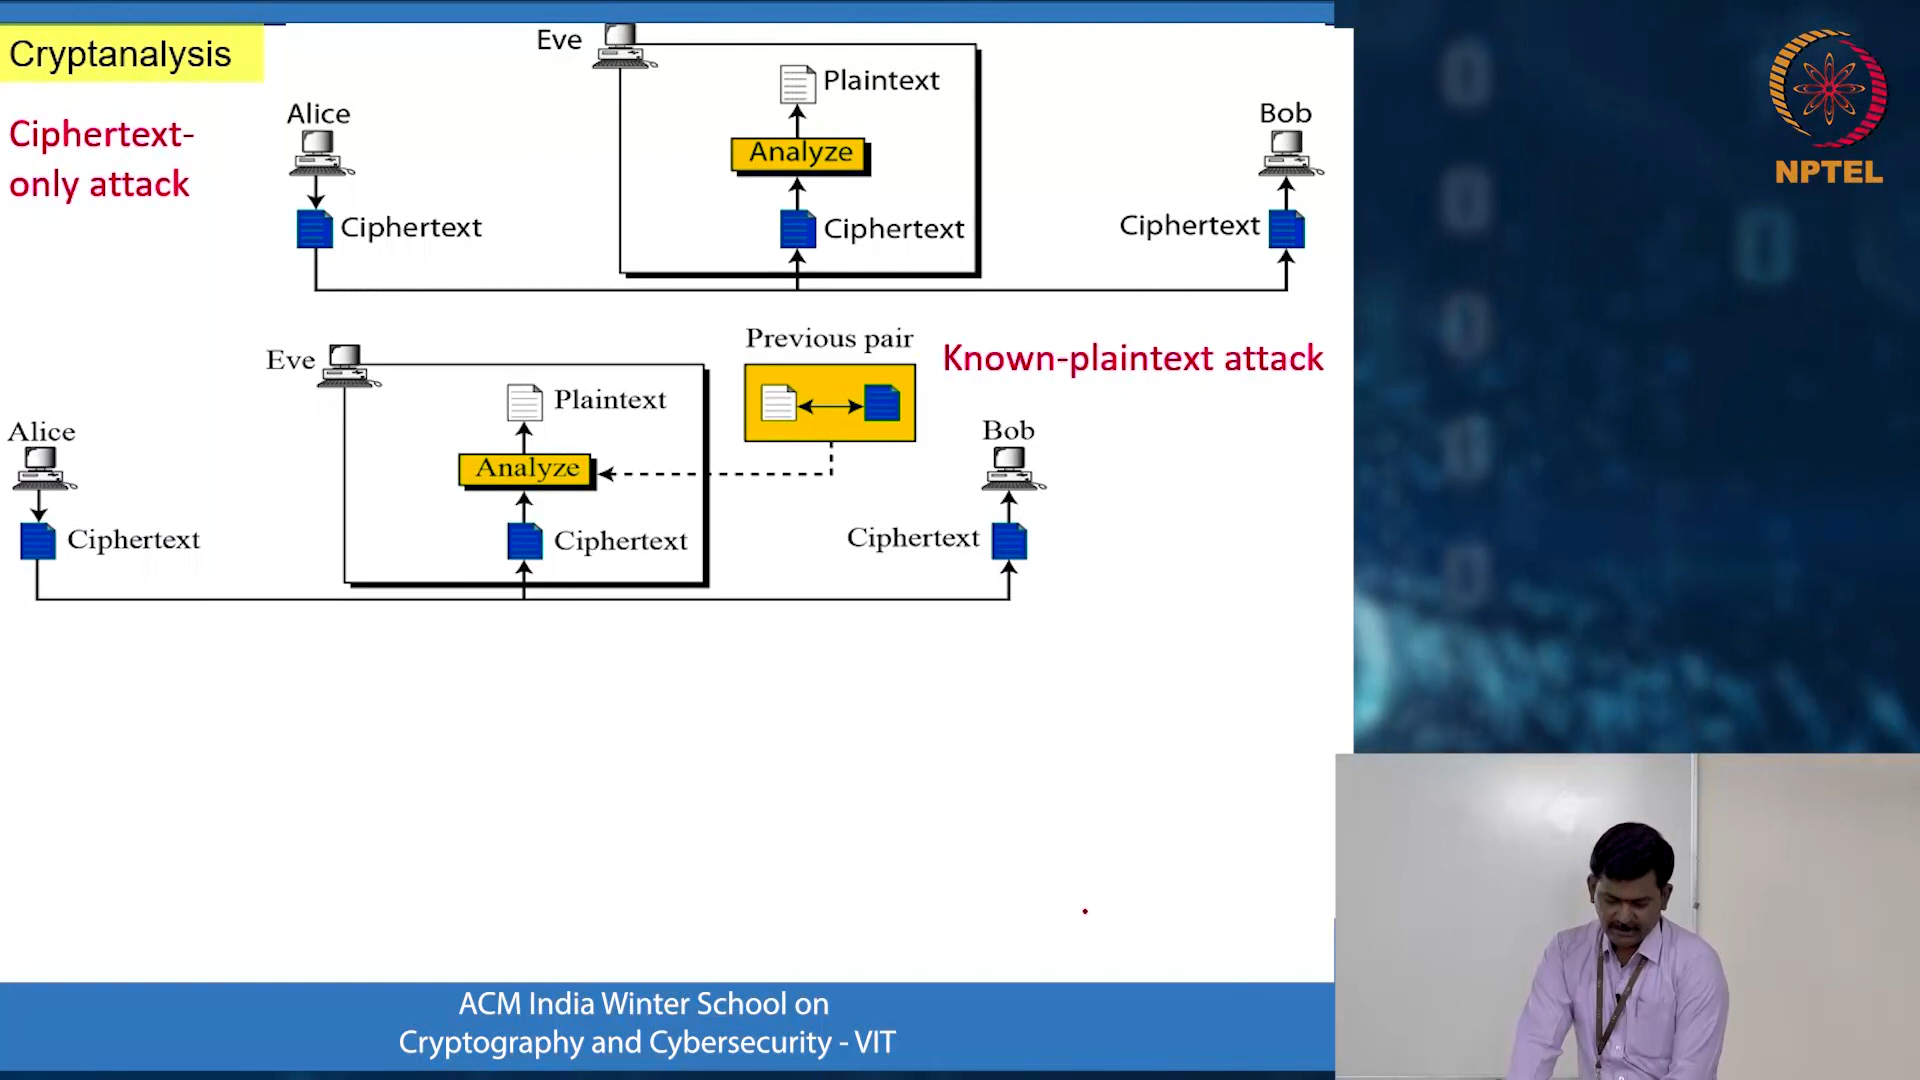 Cryptanalysis
Ciphertext-
only attack
Eve
Plaintext
Alice
Bob
Analyze
Ciphertext
Ciphertext
Ciphertext
NPTEL
Previous pair
Known-plaintext attack
Eve
Plaintext
Alice
Bob
Analyze
Ciphertext
Ciphertext
Ciphertext
ACM India Winter School on
Cryptography and Cybersecurity - VIT